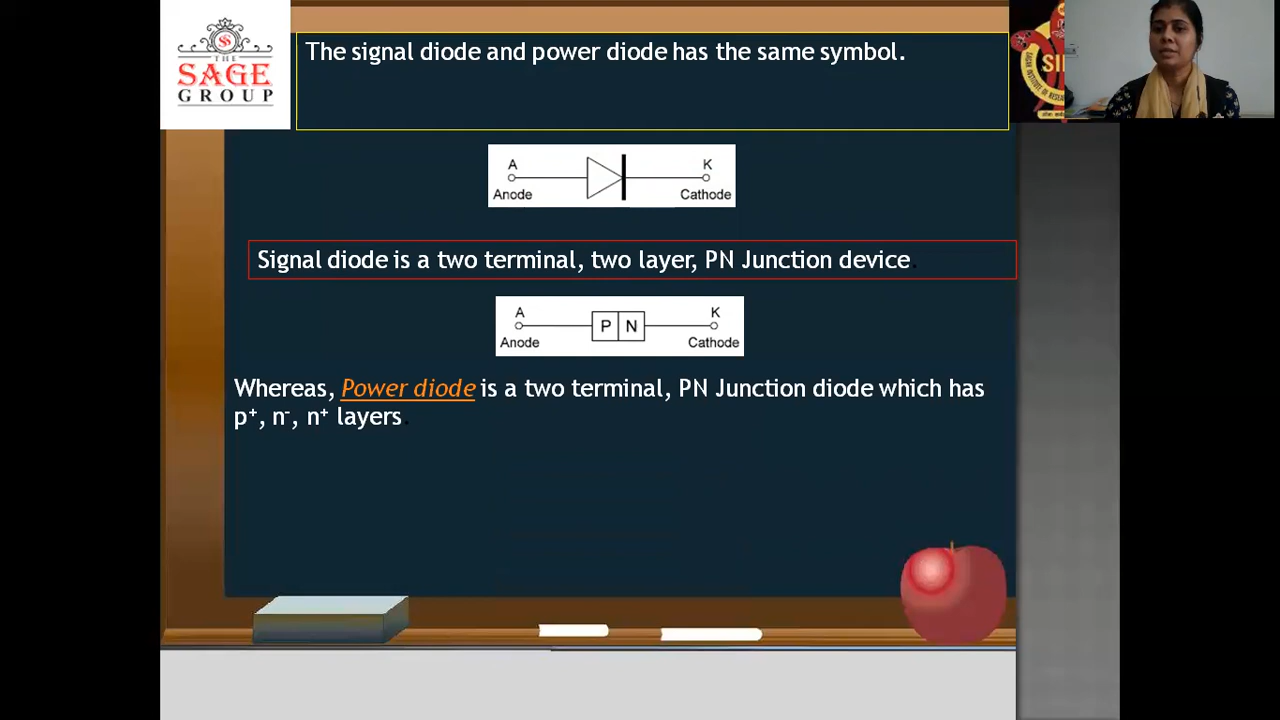 THE
SAGE
GROUP
The signal diode and power diode has the same symbol.
A K
Anode Cathode
Signal diode is a two terminal, two layer, PN Junction device.
A P N K
Anode Cathode
Whereas, Power diode is a two terminal, PN Junction diode which has
p⁺, n⁻, n⁺ layers.